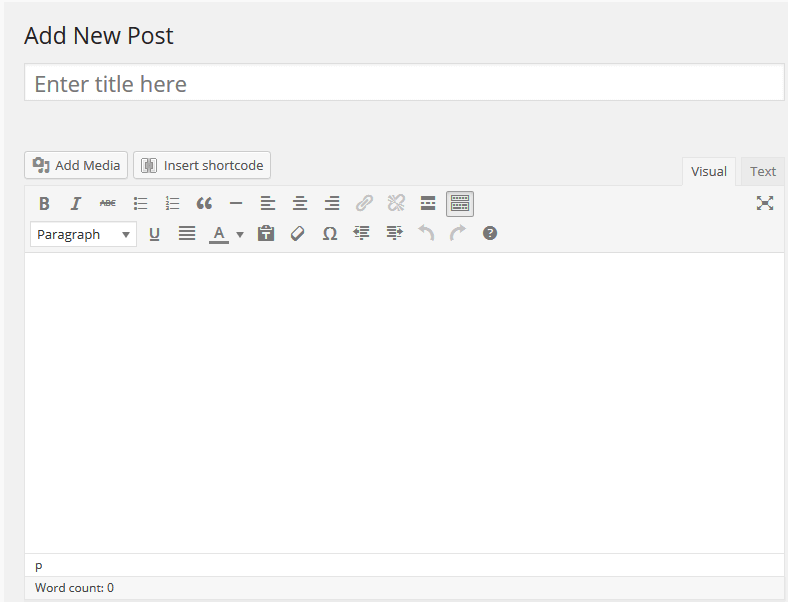 Add New Post
Enter title here
Add Media
Insert shortcode
Visual
Text
B I ABC
Paragraph U A T Ω ?
p
Word count: 0